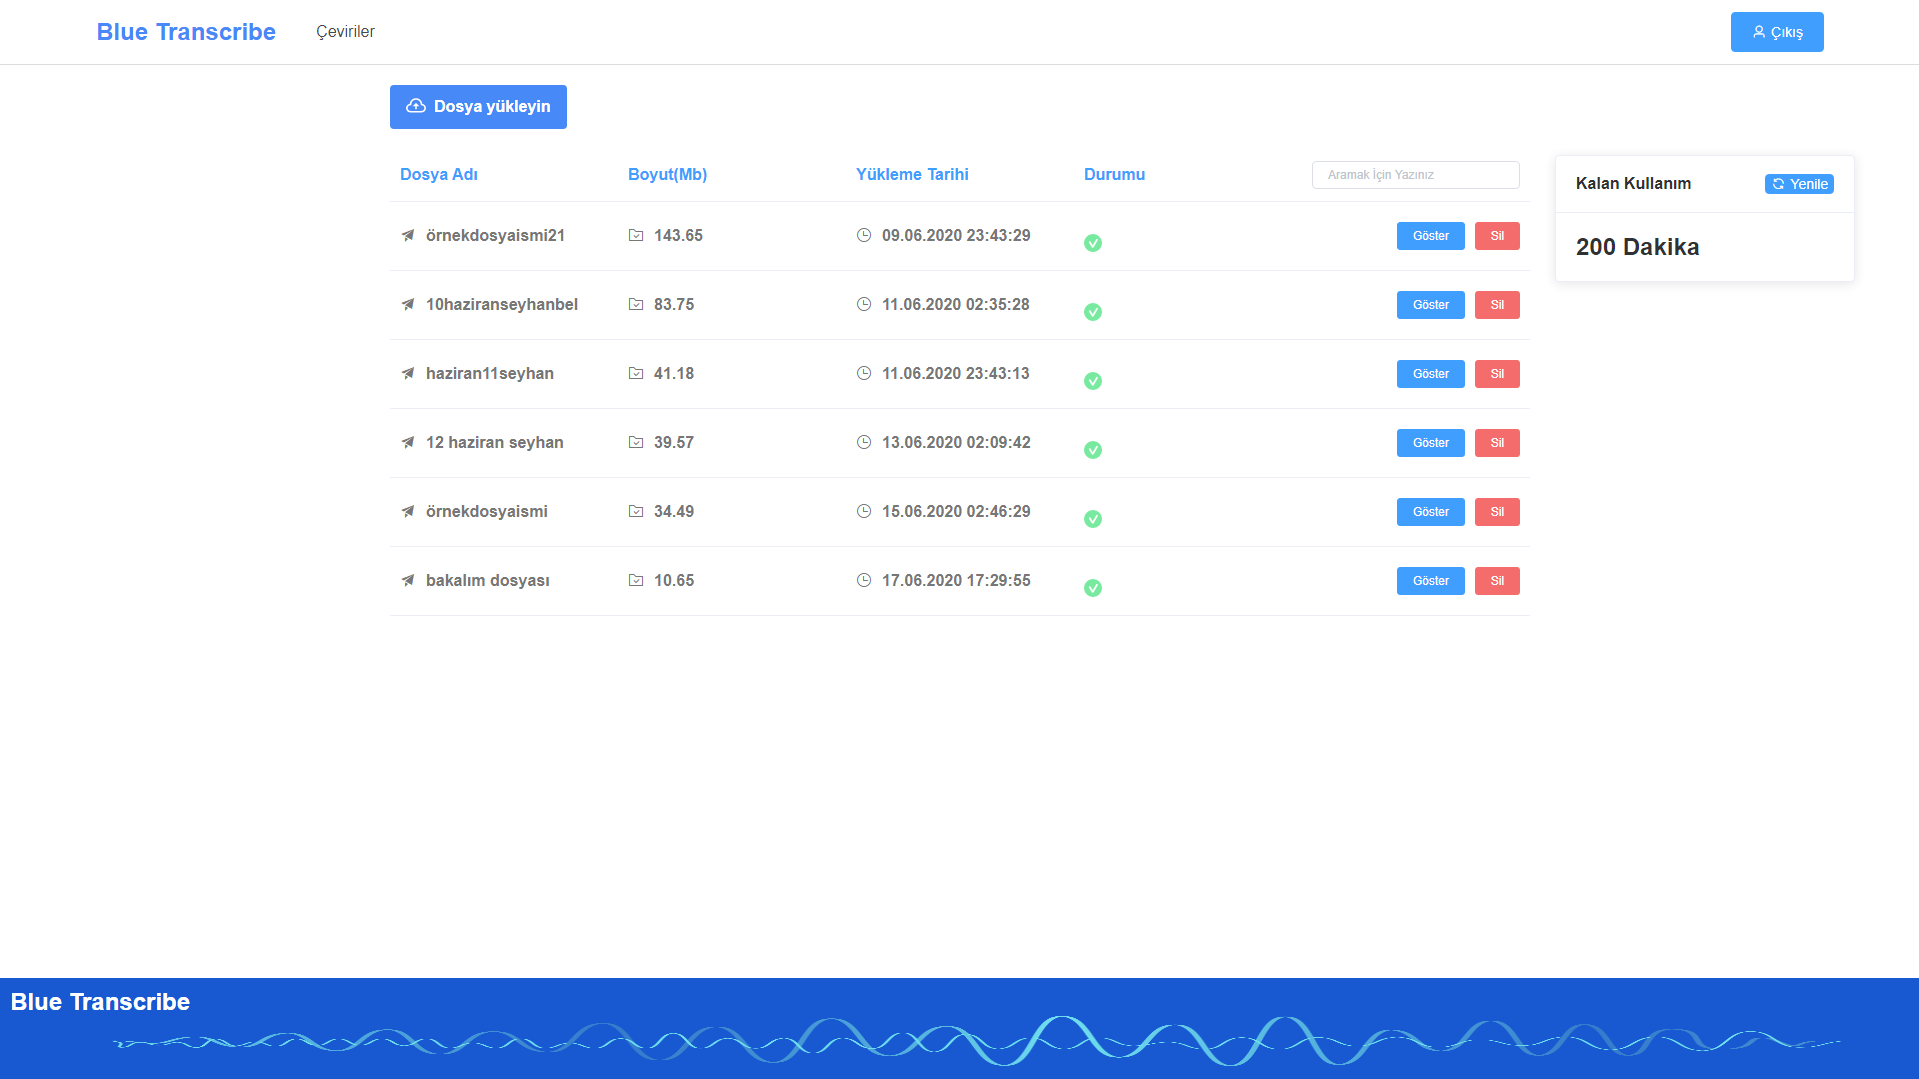 Blue Transcribe Çeviriler Çıkış
Dosya yükleyin
Dosya Adı Boyut(Mb) Yükleme Tarihi Durumu Aramak İçin Yazınız
örnekdosyaismi21 143.65 09.06.2020 23:43:29 Göster Sil
10haziranseyhanbel 83.75 11.06.2020 02:35:28 Göster Sil
haziran11seyhan 41.18 11.06.2020 23:43:13 Göster Sil
12 haziran seyhan 39.57 13.06.2020 02:09:42 Göster Sil
örnekdosyaismi 34.49 15.06.2020 02:46:29 Göster Sil
bakalım dosyası 10.65 17.06.2020 17:29:55 Göster Sil
Kalan Kullanım Yenile
200 Dakika
Blue Transcribe